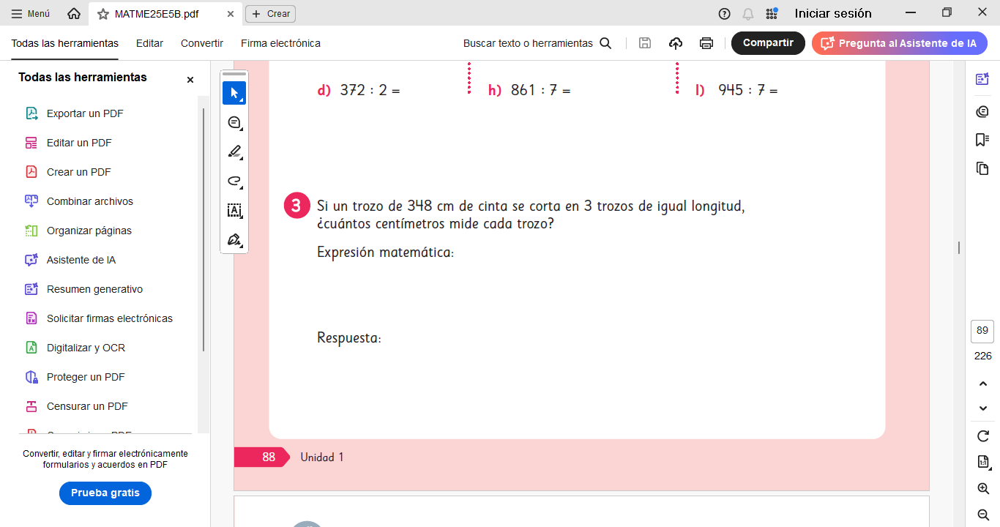 Menú
MATME25E5B.pdf
Crear
Iniciar sesión
Todas las herramientas
Editar
Convertir
Firma electrónica
Buscar texto o herramientas
Compartir
Pregunta al Asistente de IA
Todas las herramientas
Exportar un PDF
Editar un PDF
Crear un PDF
Combinar archivos
Organizar páginas
Asistente de IA
Resumen generativo
Solicitar firmas electrónicas
Digitalizar y OCR
Proteger un PDF
Censurar un PDF
Convertir, editar y firmar electrónicamente
formularios y acuerdos en PDF
Prueba gratis
d) 372 : 2 =
h) 861 : 7 =
l) 945 : 7 =
3 Si un trozo de 348 cm de cinta se corta en 3 trozos de igual longitud,
¿cuántos centímetros mide cada trozo?
Expresión matemática:
Respuesta:
88 Unidad 1
89
226